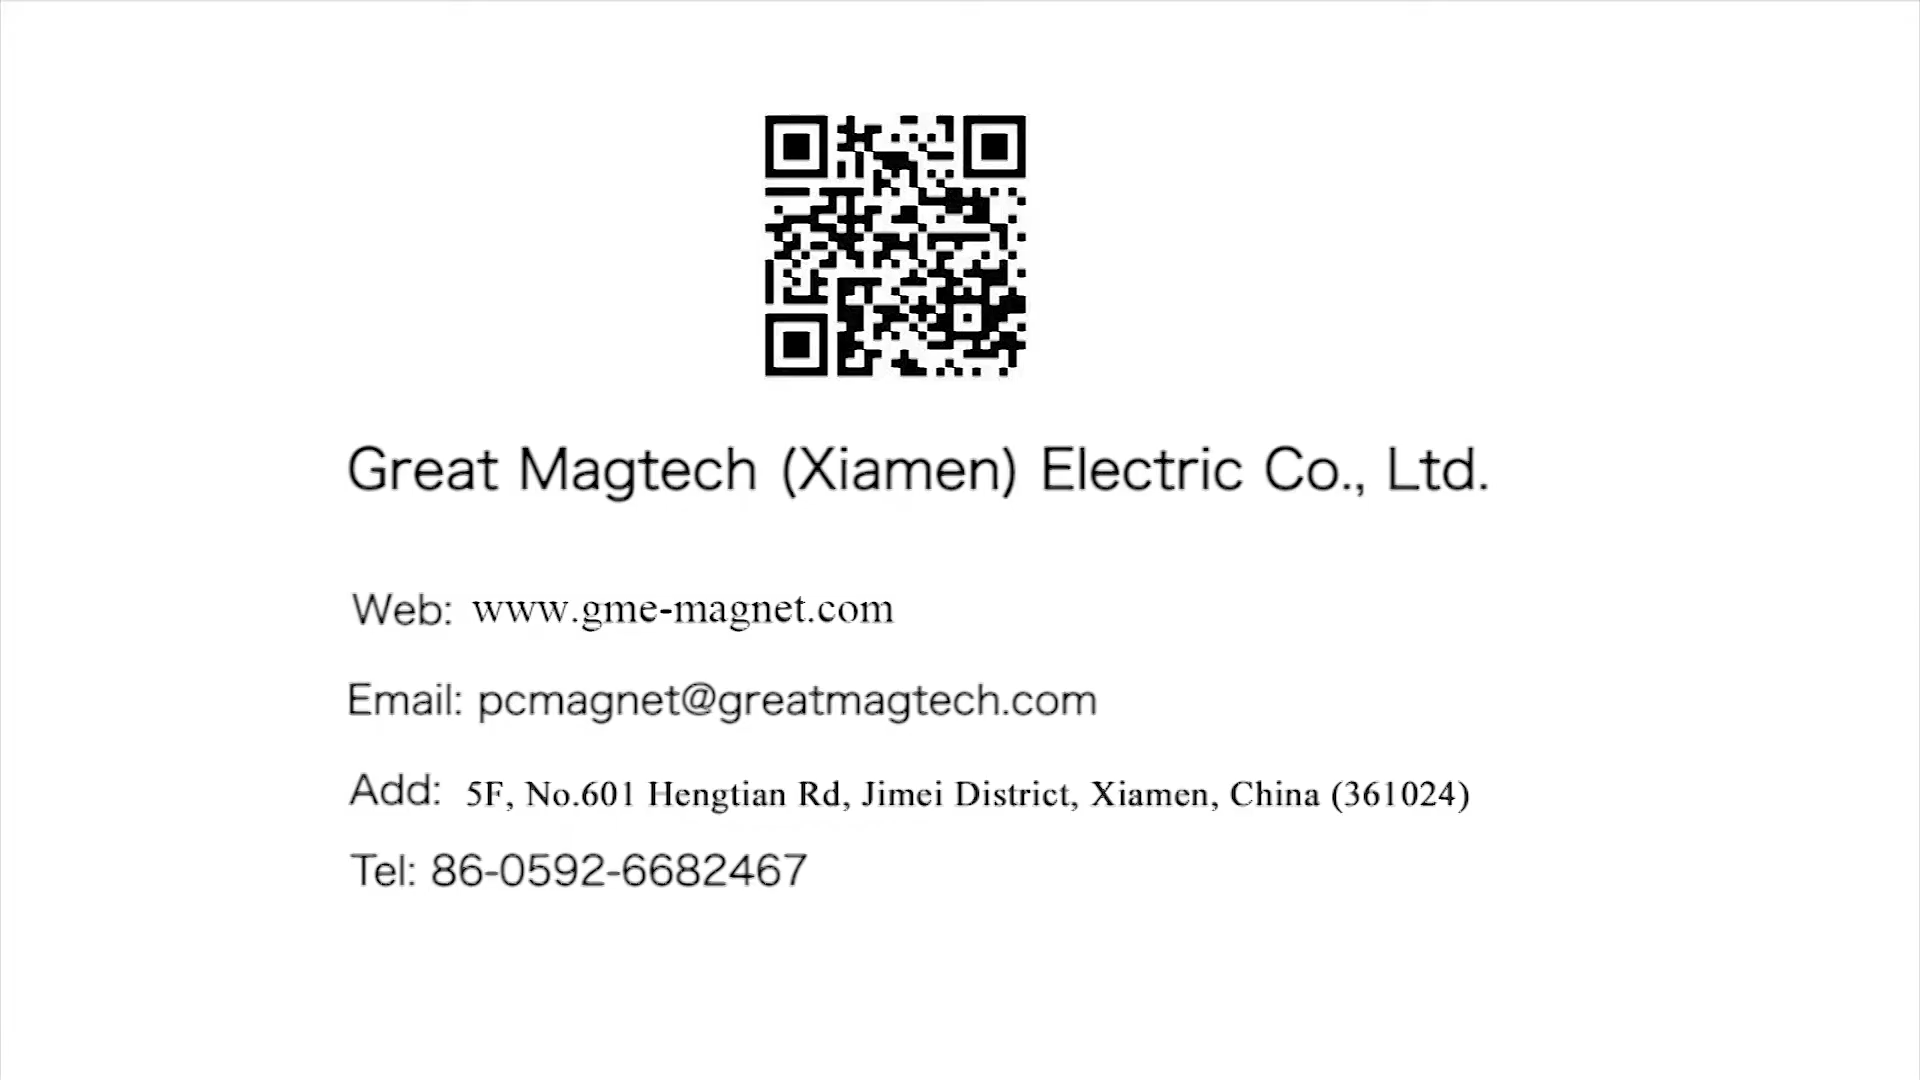 Great Magtech (Xiamen) Electric Co., Ltd.
Web: www.gme-magnet.com
Email: pcmagnet@greatmagtech.com
Add: 5F, No.601 Hengtian Rd, Jimei District, Xiamen, China (361024)
Tel: 86-0592-6682467